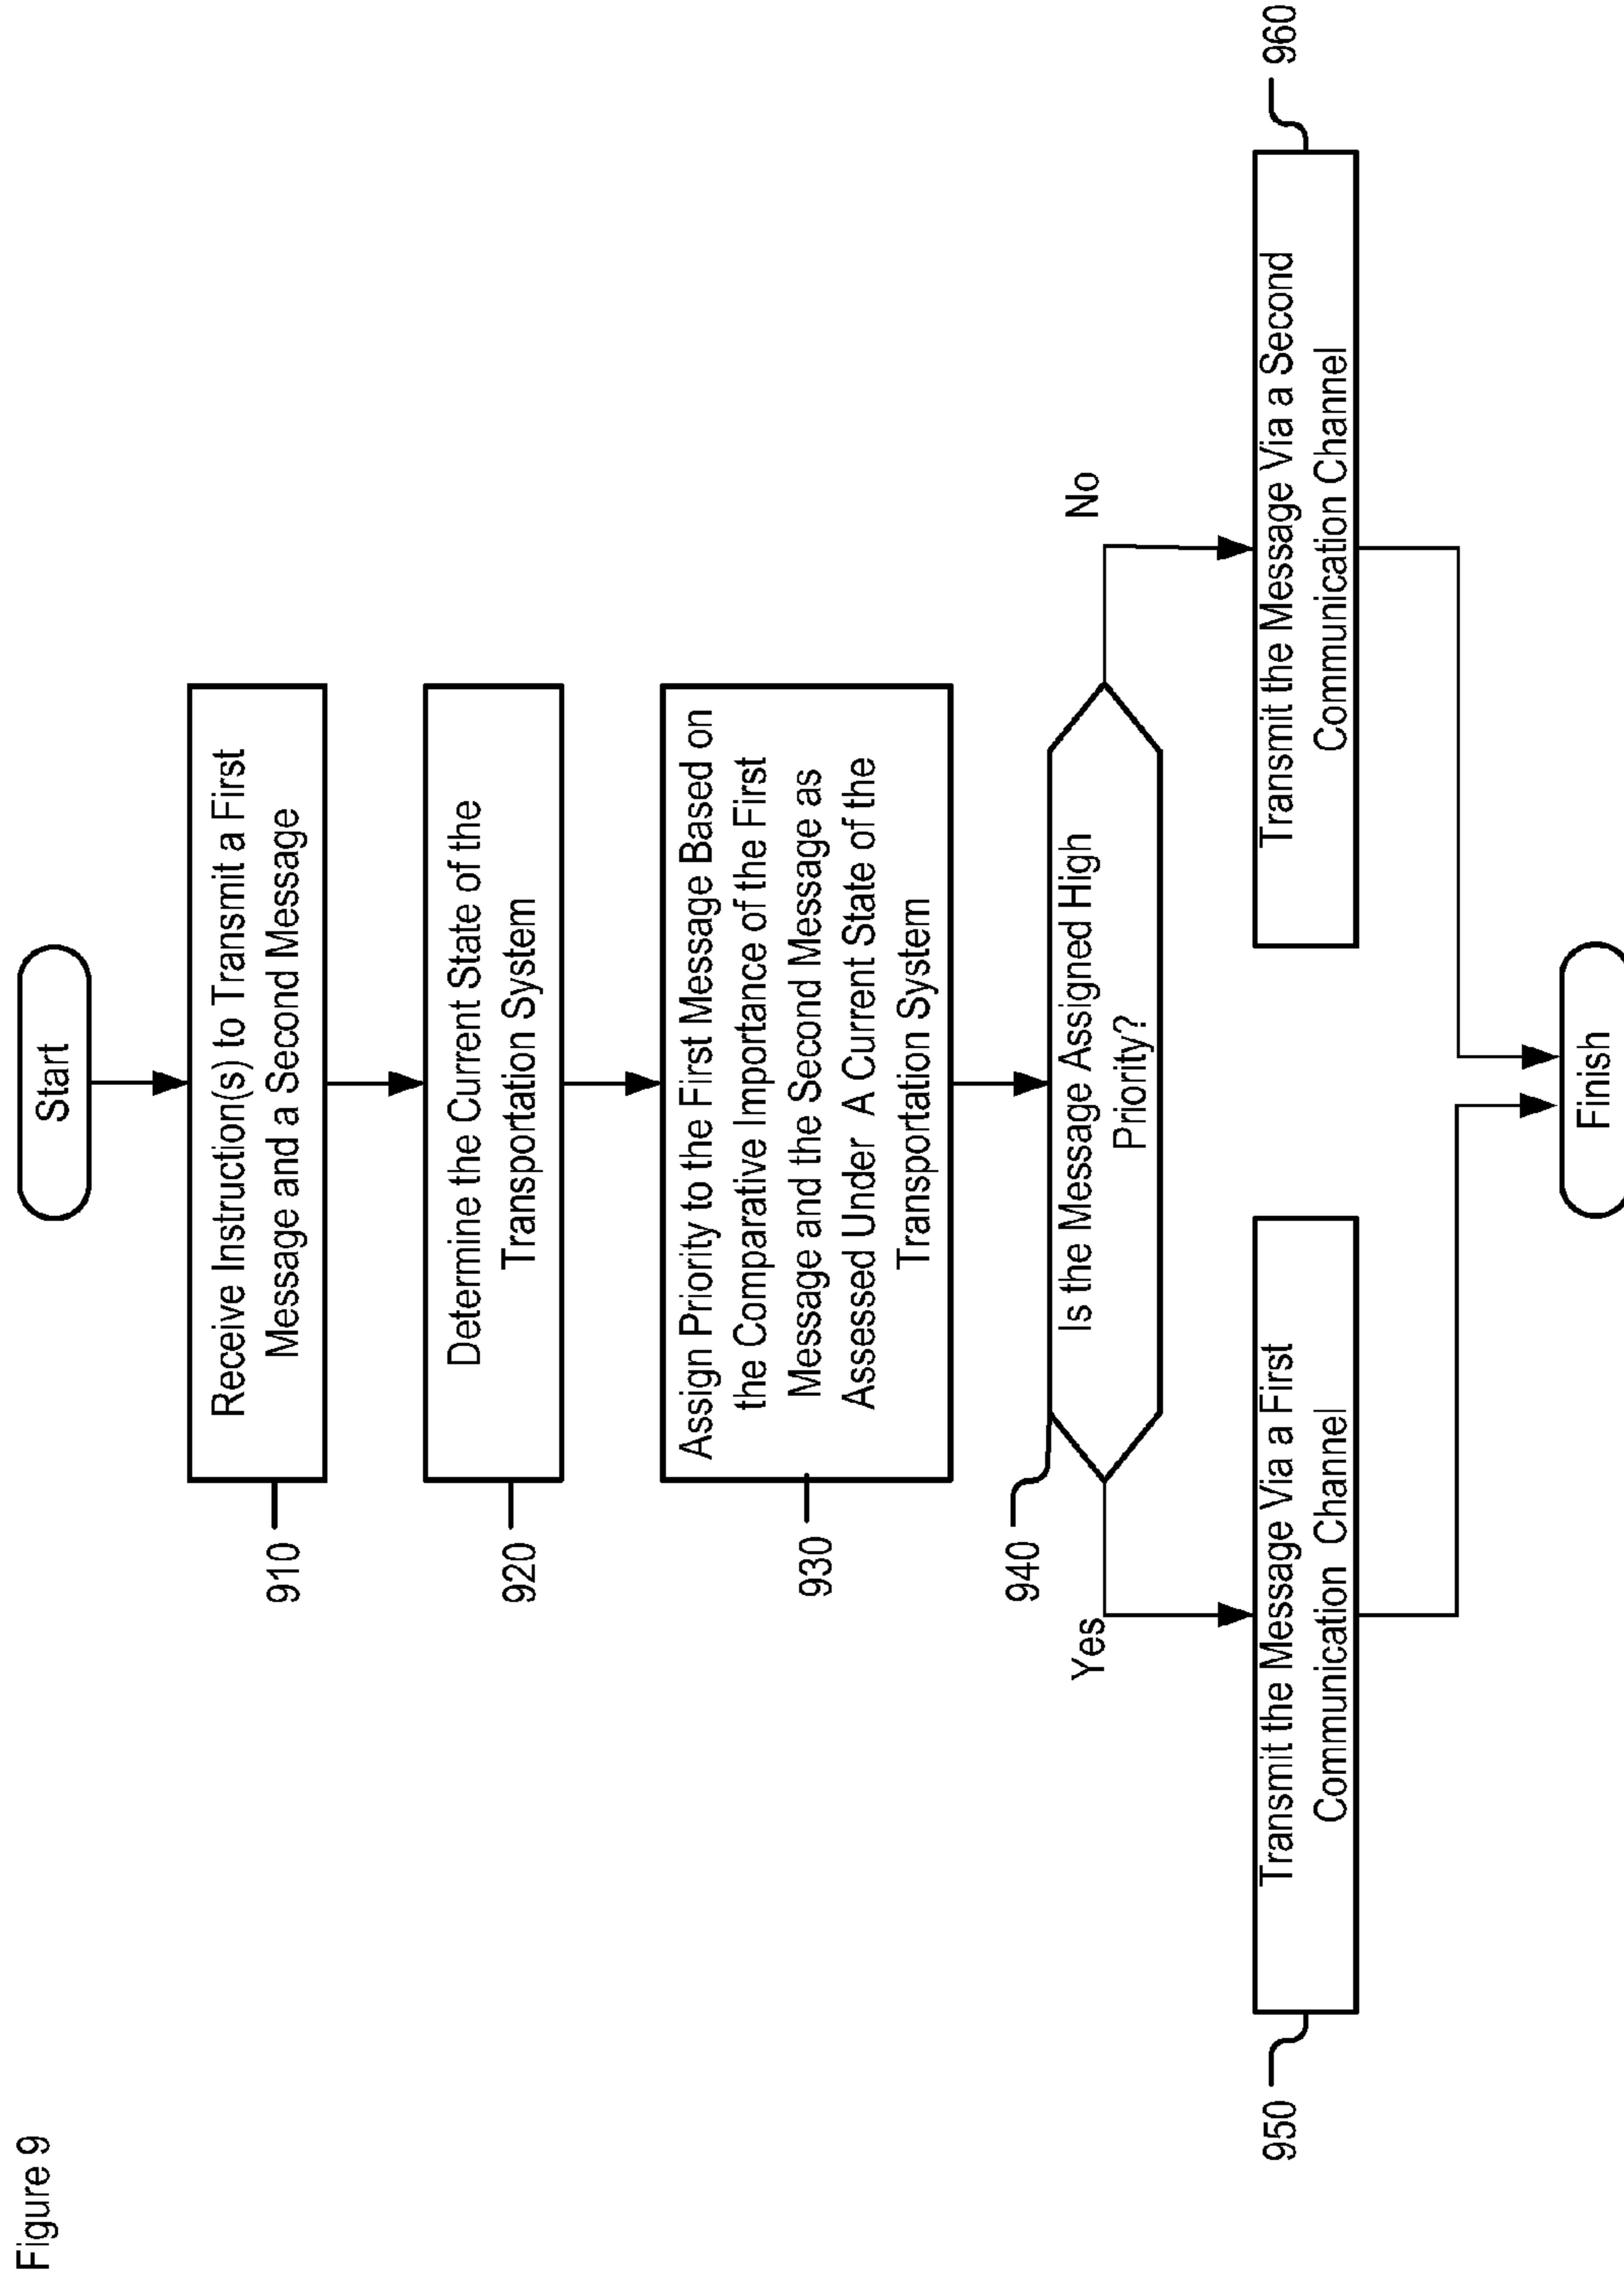 Figure 9
Start
910
Receive Instruction(s) to Transmit a First
Message and a Second Message
920
Determine the Current State of the
Transportation System
930
Assign Priority to the First Message Based on
the Comparative Importance of the First
Message and the Second Message as
Assessed Under A Current State of the
Transportation System
940
Is the Message Assigned High
Priority?
Yes
No
950
Transmit the Message Via a First
Communication Channel
Transmit the Message Via a Second
Communication Channel
960
Finish